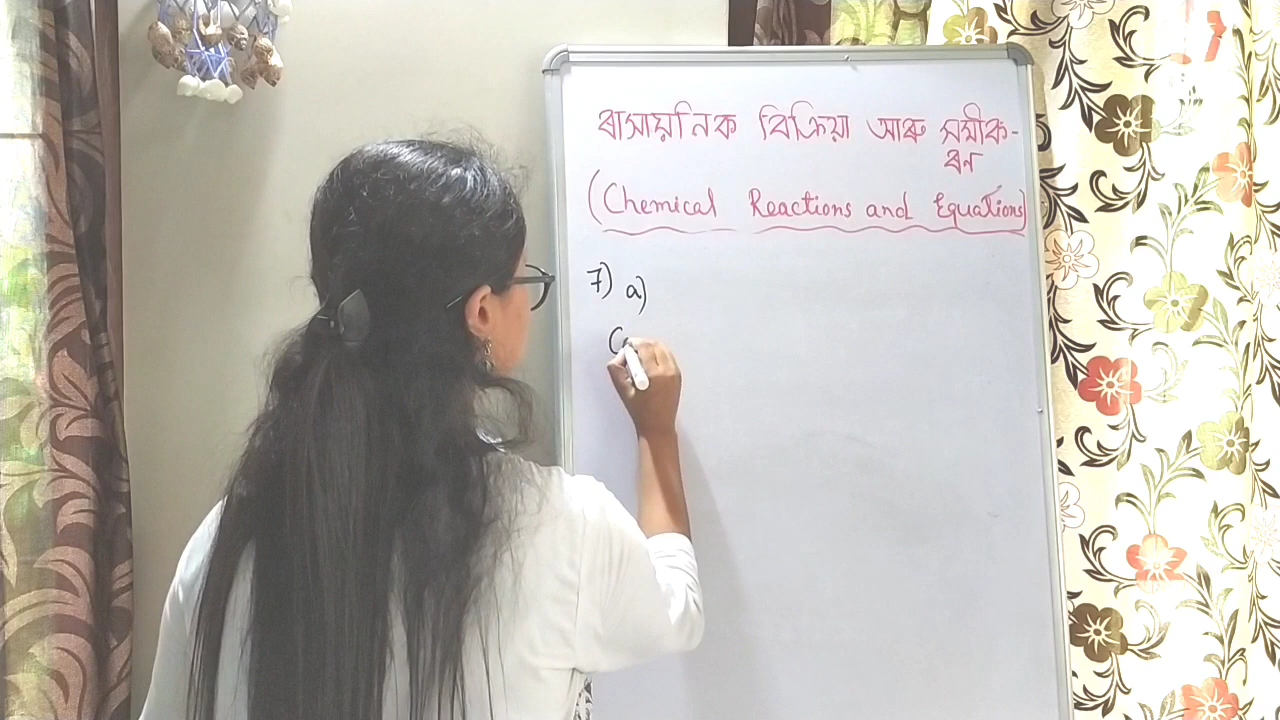 ৰাসায়নিক বিক্ৰিয়া আৰু সমীক-
ৰণ
(Chemical Reactions and Equations)
7) a)
C